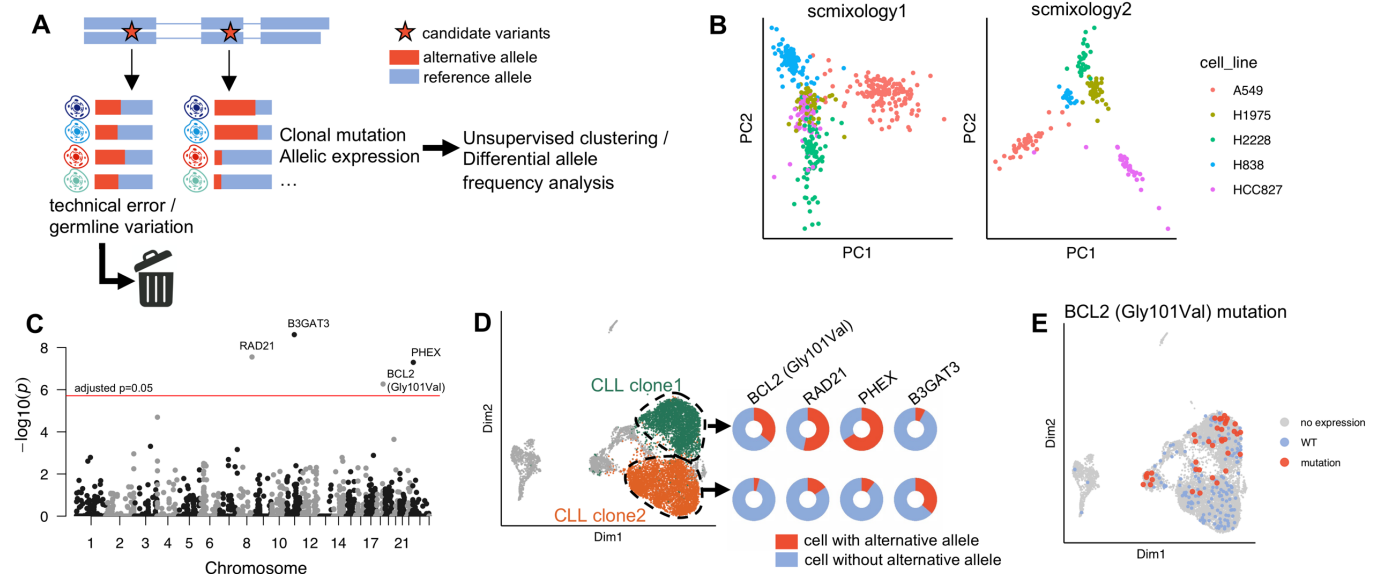 A
candidate variants
alternative allele
reference allele
Clonal mutation
Allelic expression
...
Unsupervised clustering /
Differential allele
frequency analysis
technical error /
germline variation
B
scmixology1
scmixology2
PC2
PC1
PC2
PC1
cell_line
A549
H1975
H2228
H838
HCC827
C
B3GAT3
RAD21
PHEX
BCL2
(Gly101Val)
adjusted p=0.05
−log10(p)
8
6
4
2
0
1 2 3 4 5 6 8 10 12 14 17 21
Chromosome
D
CLL clone1
CLL clone2
Dim2
Dim1
BCL2 (Gly101Val)
RAD21
PHEX
B3GAT3
cell with alternative allele
cell without alternative allele
E
BCL2 (Gly101Val) mutation
Dim2
Dim1
no expression
WT
mutation